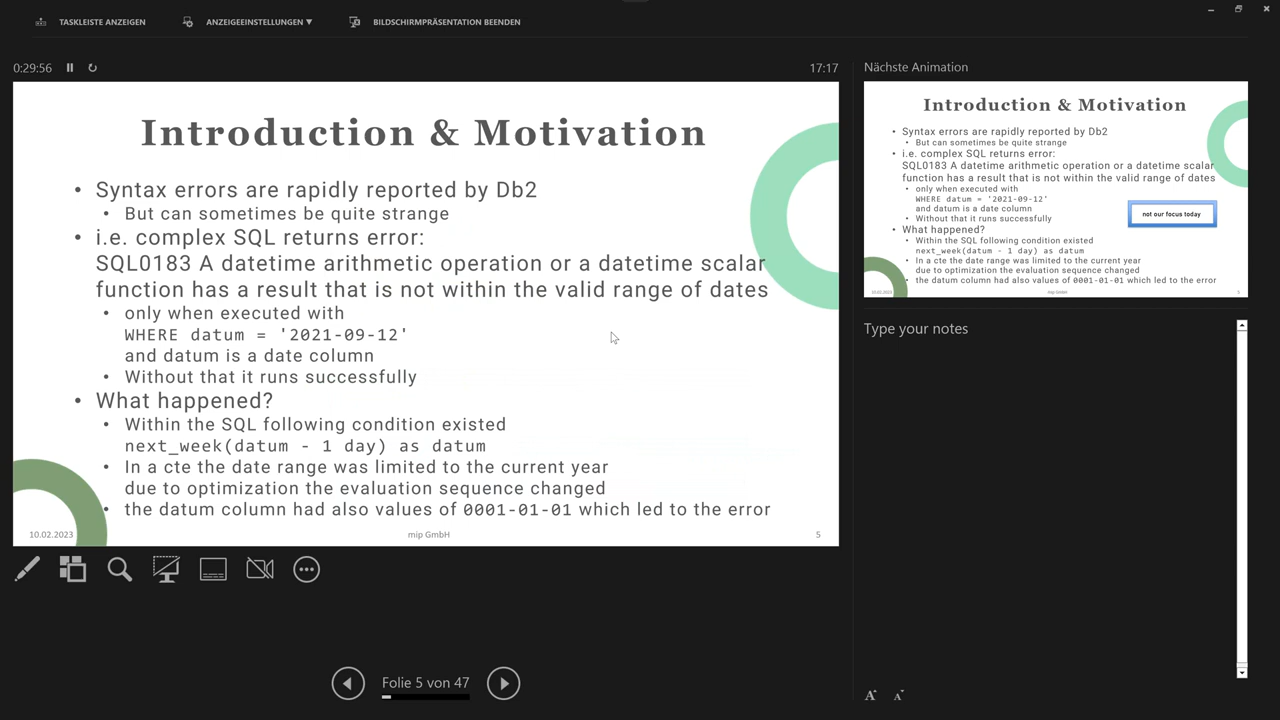 TASKLEISTE ANZEIGEN
ANZEIGEEINSTELLUNGEN ▼
BILDSCHIRMPRÄSENTATION BEENDEN
0:29:56
17:17
Introduction & Motivation
• Syntax errors are rapidly reported by Db2
• But can sometimes be quite strange
• i.e. complex SQL returns error:
SQL0183 A datetime arithmetic operation or a datetime scalar
function has a result that is not within the valid range of dates
• only when executed with
WHERE datum = '2021-09-12'
and datum is a date column
• Without that it runs successfully
• What happened?
• Within the SQL following condition existed
next_week(datum - 1 day) as datum
• In a cte the date range was limited to the current year
due to optimization the evaluation sequence changed
• the datum column had also values of 0001-01-01 which led to the error
10.02.2023
mip GmbH
5
Folie 5 von 47
Nächste Animation
Introduction & Motivation
• Syntax errors are rapidly reported by Db2
• But can sometimes be quite strange
• i.e. complex SQL returns error:
SQL0183 A datetime arithmetic operation or a datetime scalar
function has a result that is not within the valid range of dates
• only when executed with
WHERE datum = '2021-09-12'
and datum is a date column
• Without that it runs successfully
not our focus today
• What happened?
• Within the SQL following condition existed
next_week(datum - 1 day) as datum
• In a cte the date range was limited to the current year
due to optimization the evaluation sequence changed
• the datum column had also values of 0001-01-01 which led to the error
10.02.2023
mip GmbH
5
Type your notes
A
A